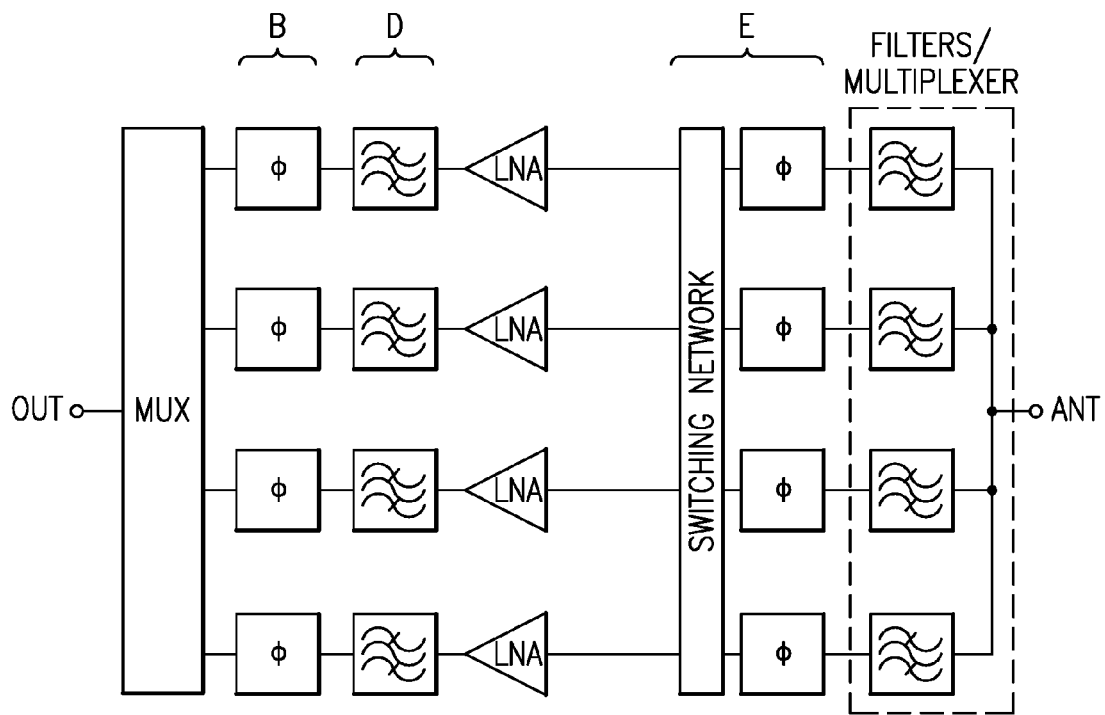 B
D
E
FILTERS/
MULTIPLEXER
ϕ
LNA
ϕ
ϕ
LNA
ϕ
OUT
MUX
SWITCHING NETWORK
ANT
ϕ
LNA
ϕ
ϕ
LNA
ϕ